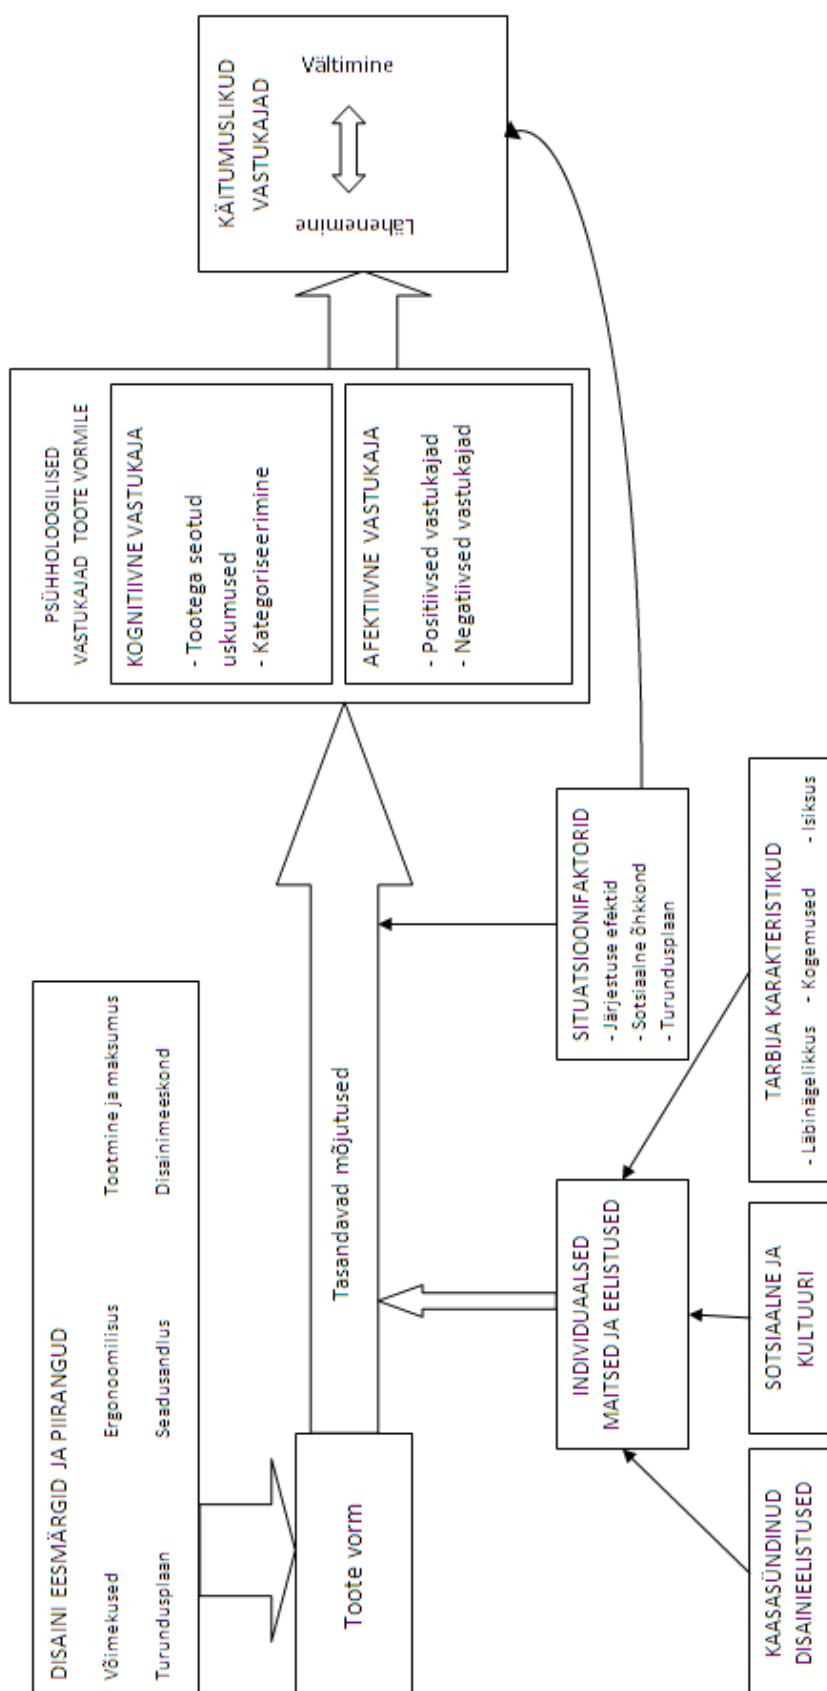 DISAINI EESMÄRGID JA PIIRANGUD
Võimekused Ergonoomilisus Tootmine ja maksumus
Turundusplaan Seadusandlus Disainimeeskond
Toote vorm
Tasandavad mõjutused
PSÜHHOLOOGILISED
VASTUKAJAD TOOTE VORMILE
KOGNITIIVNE VASTUKAJA
- Tootega seotud
uskumused
- Kategoriseerimine
AFEKTIIVNE VASTUKAJA
- Positiivsed vastukajad
- Negatiivsed vastukajad
KÄITUMUSLIKUD
VASTUKAJAD
Lähenemine
Vältimine
INDIVIDUAALSED
MAITSED JA EELISTUSED
SITUATSIOONIFAKTORID
- Järjestuse efektid
- Sotsiaalne õhkkond
- Turundusplaan
KAASASÜNDINUD
DISAINIEELISTUSED
SOTSIAALNE JA
KULTUURI
TARBIJA KARAKTERISTIKUD
- Läbinägelikkus - Kogemused - Isiksus